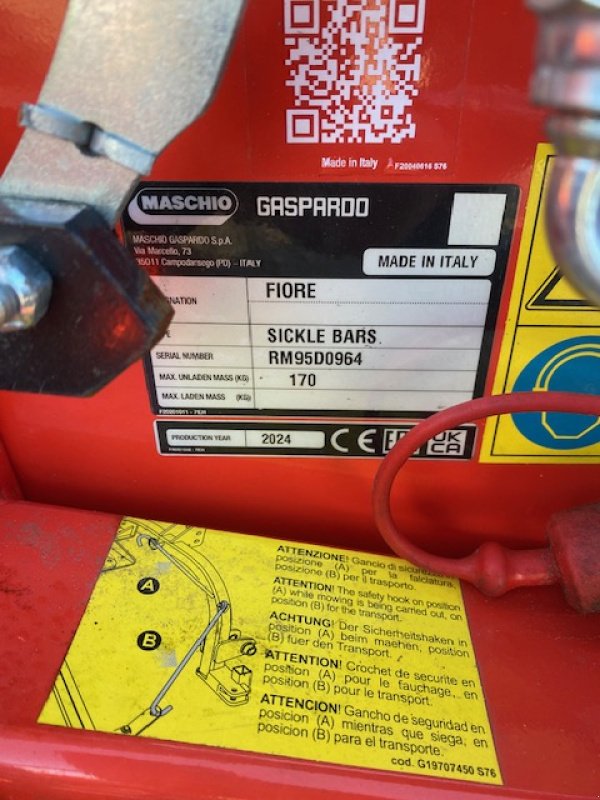 Made in Italy F20040616 S76
MASCHIO GASPARDO
MASCHIO GASPARDO S.p.A.
Via Marcello, 73
35011 Campodarsego (PD) - ITALY
MADE IN ITALY
FIORE
SICKLE BARS
SERIAL NUMBER RM95D0964
MAX. UNLADEN MASS (KG) 170
MAX. LADEN MASS (KG)
PRODUCTION YEAR 2024 CE EAC UK
CA
ATTENZIONE! Gancio di sicurezza
posizione (A) per la falciatura,
posizione (B) per il trasporto.
ATTENTION! The safety hook on position
(A) while mowing is being carried out, on
position (B) for the transport.
ACHTUNG! Der Sicherheitshaken in
position (A) beim maehen, position
(B) fuer den Transport.
ATTENTION! Crochet de securite en
position (A) pour le fauchage, en
position (B) pour le transport.
ATTENCION! Gancho de seguridad en
posicion (A) mientras que siega, en
posicion (B) para el transporte.
cod. G19707450 S76
A
B